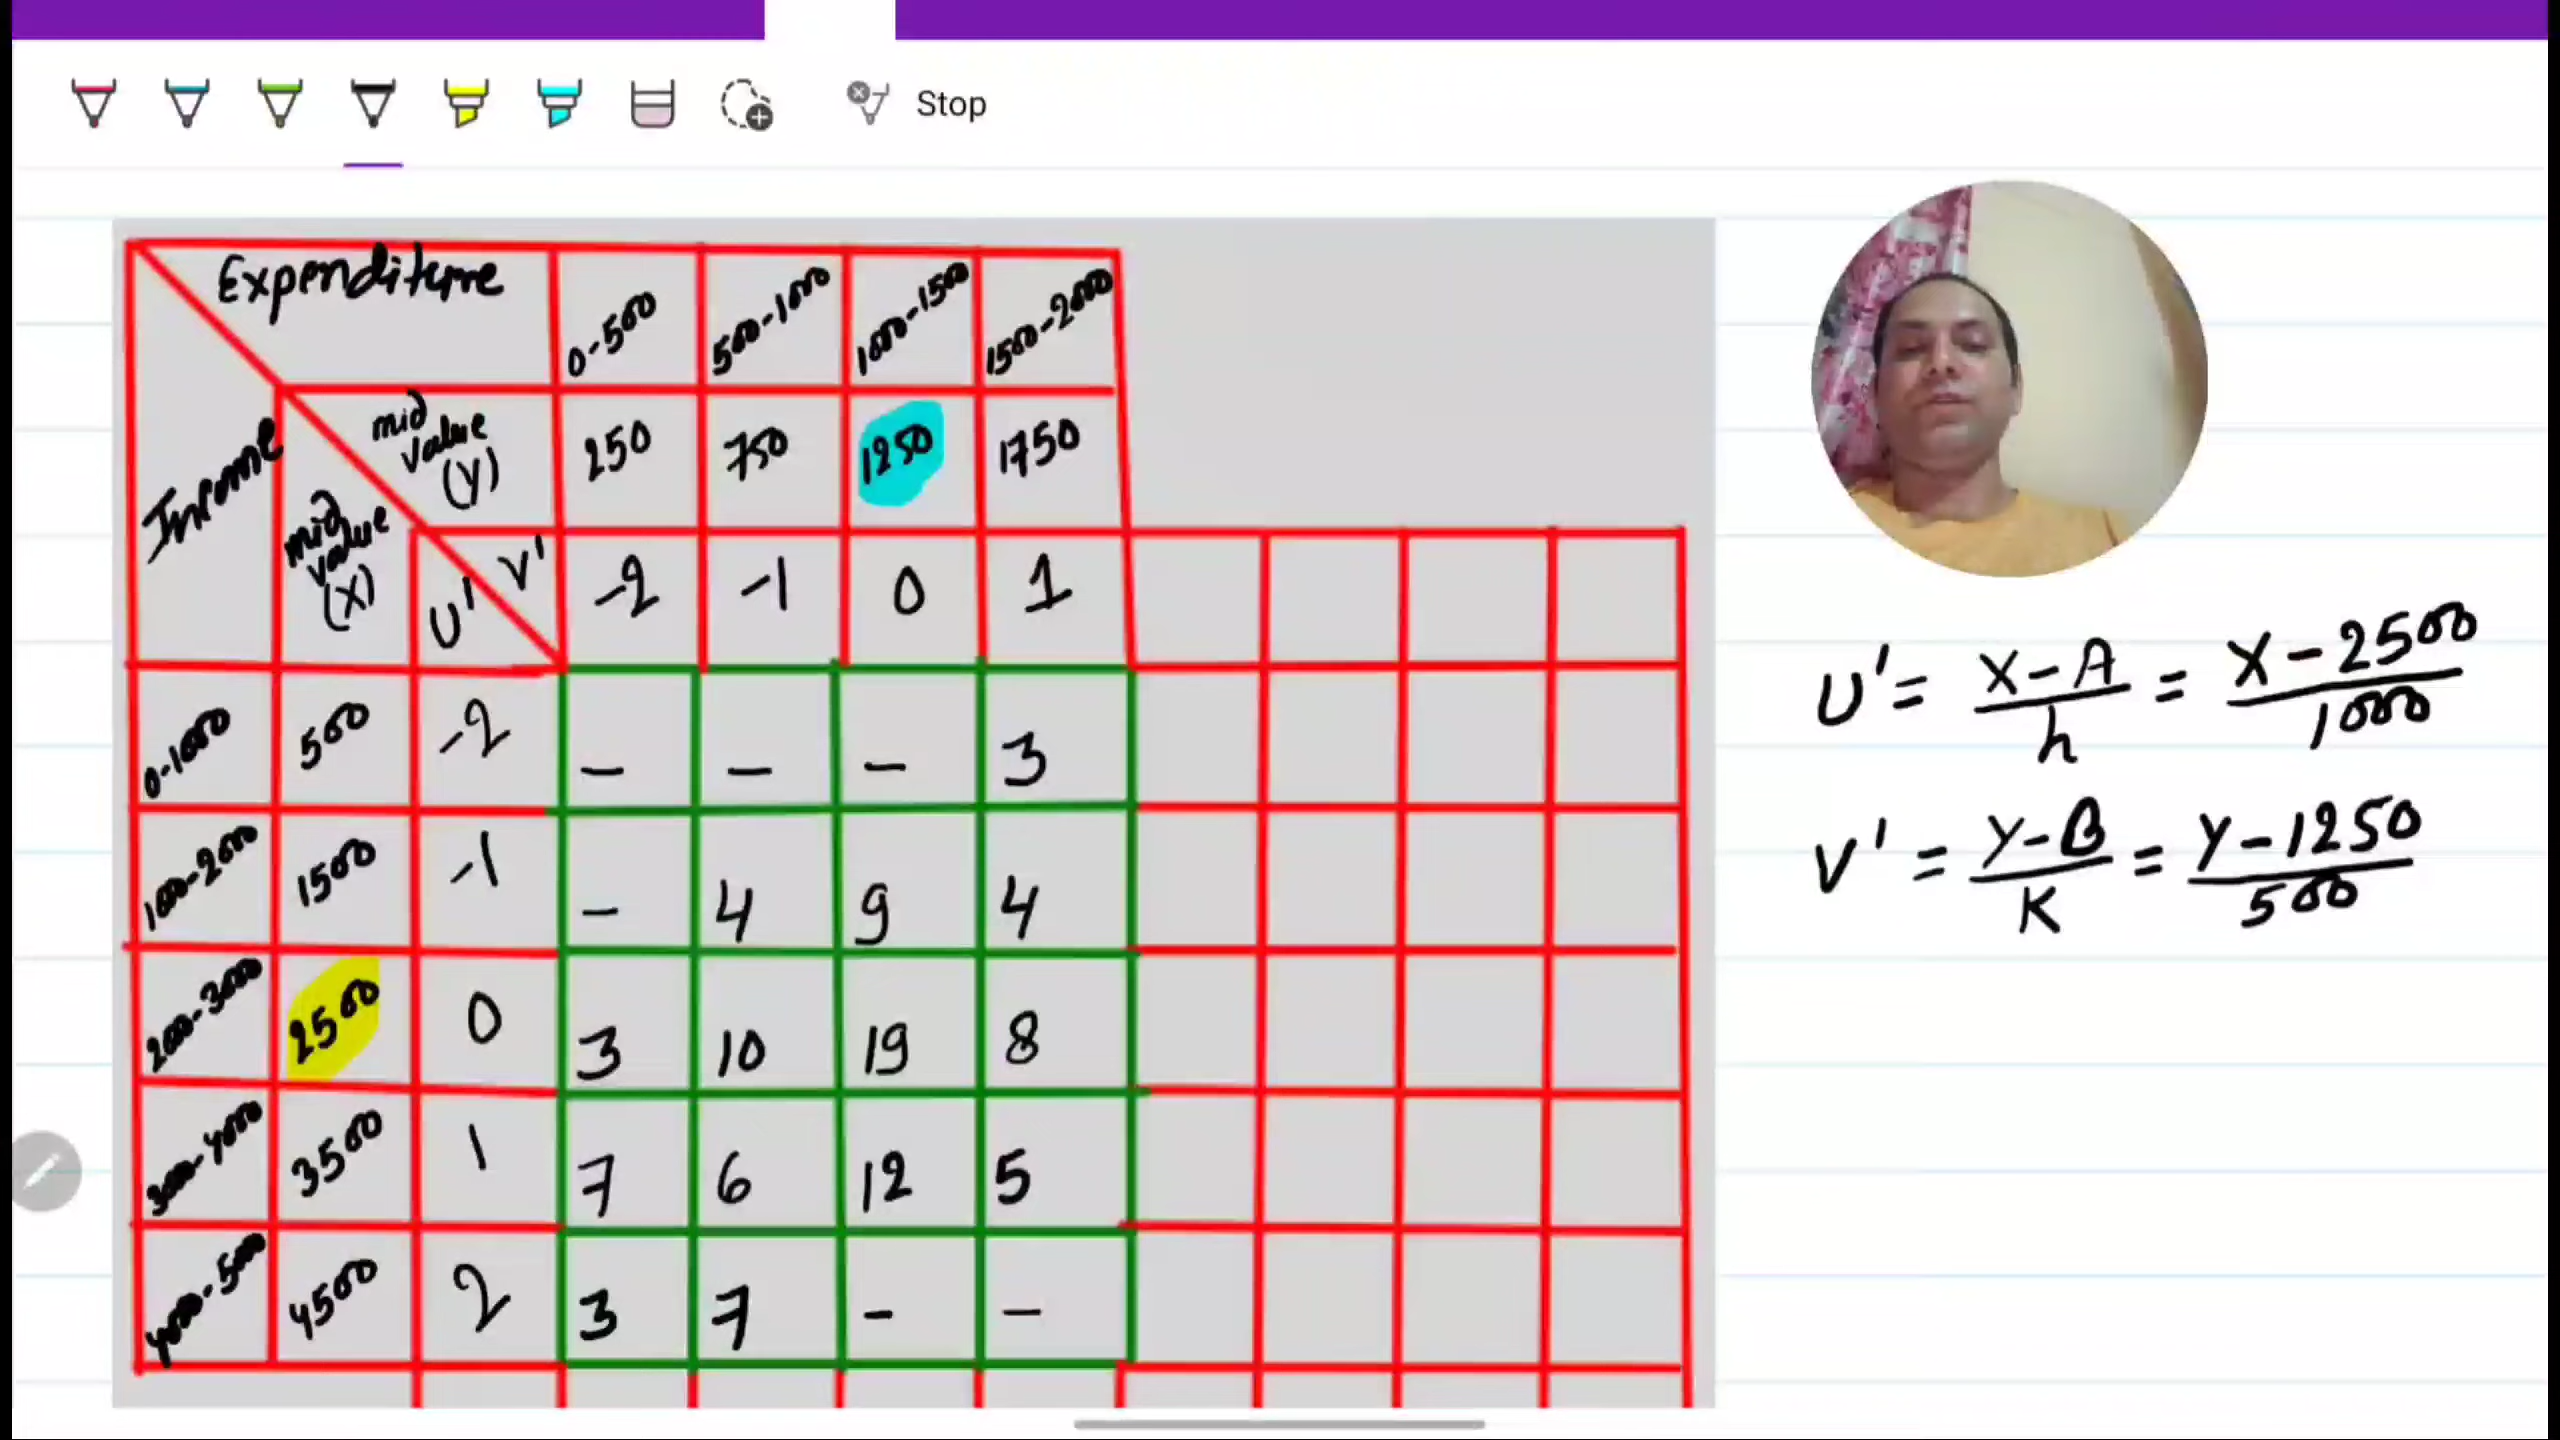 Stop
Expenditure 0-500 500-1000 1000-1500 1500-2000
Income mid value (Y) 250 750 1250 1750
mid value (X) U' V' -2 -1 0 1
0-1000 500 -2 - - - 3
1000-2000 1500 -1 - 4 9 4
2000-3000 2500 0 3 10 19 8
3000-4000 3500 1 7 6 12 5
4000-5000 4500 2 3 7 - -
U' = X-A/h = X-2500/1000
V' = Y-B/K = Y-1250/500